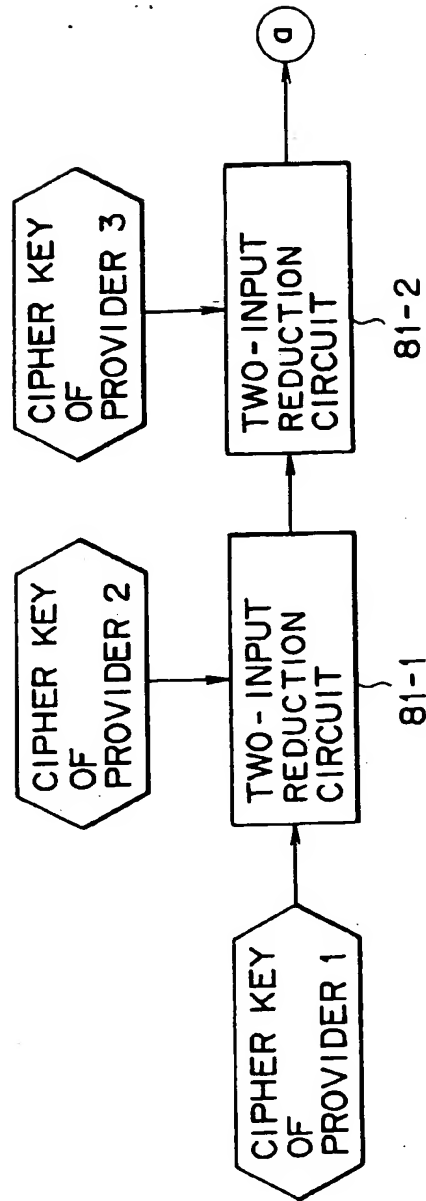 CIPHER KEY
OF
PROVIDER 1
CIPHER KEY
OF
PROVIDER 2
CIPHER KEY
OF
PROVIDER 3
TWO-INPUT
REDUCTION
CIRCUIT
81-1
TWO-INPUT
REDUCTION
CIRCUIT
81-2
a